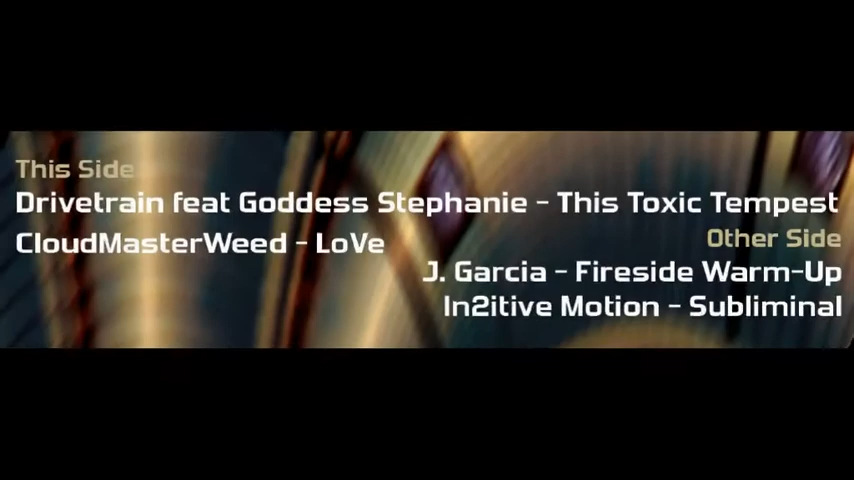 This Side
Drivetrain feat Goddess Stephanie - This Toxic Tempest
CloudMasterWeed - LoVe
Other Side
J. Garcia - Fireside Warm-Up
In2itive Motion - Subliminal